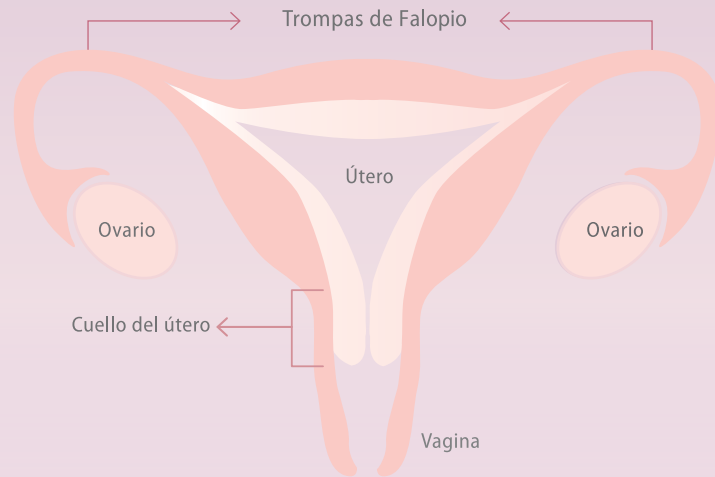 Trompas de Falopio
Útero
Ovario
Ovario
Cuello del útero
Vagina